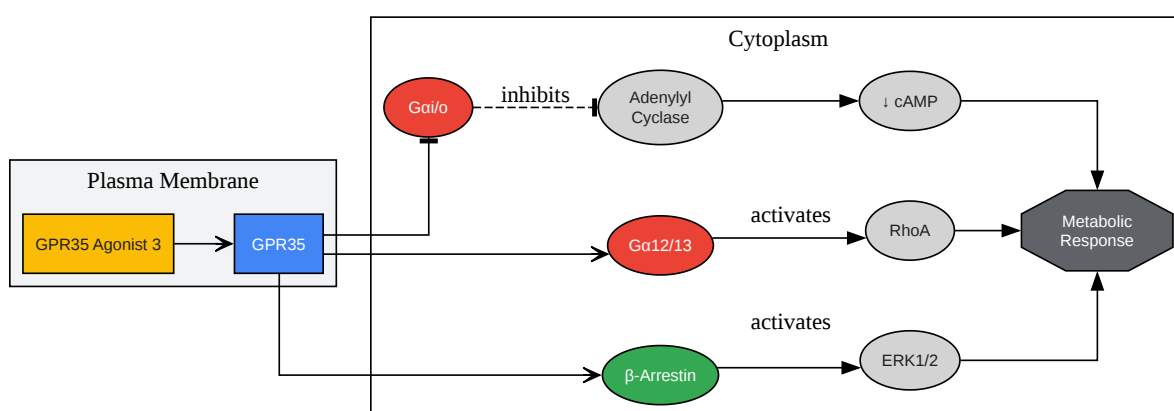 Cytoplasm
Gαi/o
inhibits
Adenylyl
Cyclase
↓ cAMP
Plasma Membrane
GPR35 Agonist 3
GPR35
Gα12/13
activates
RhoA
Metabolic
Response
activates
β-Arrestin
ERK1/2